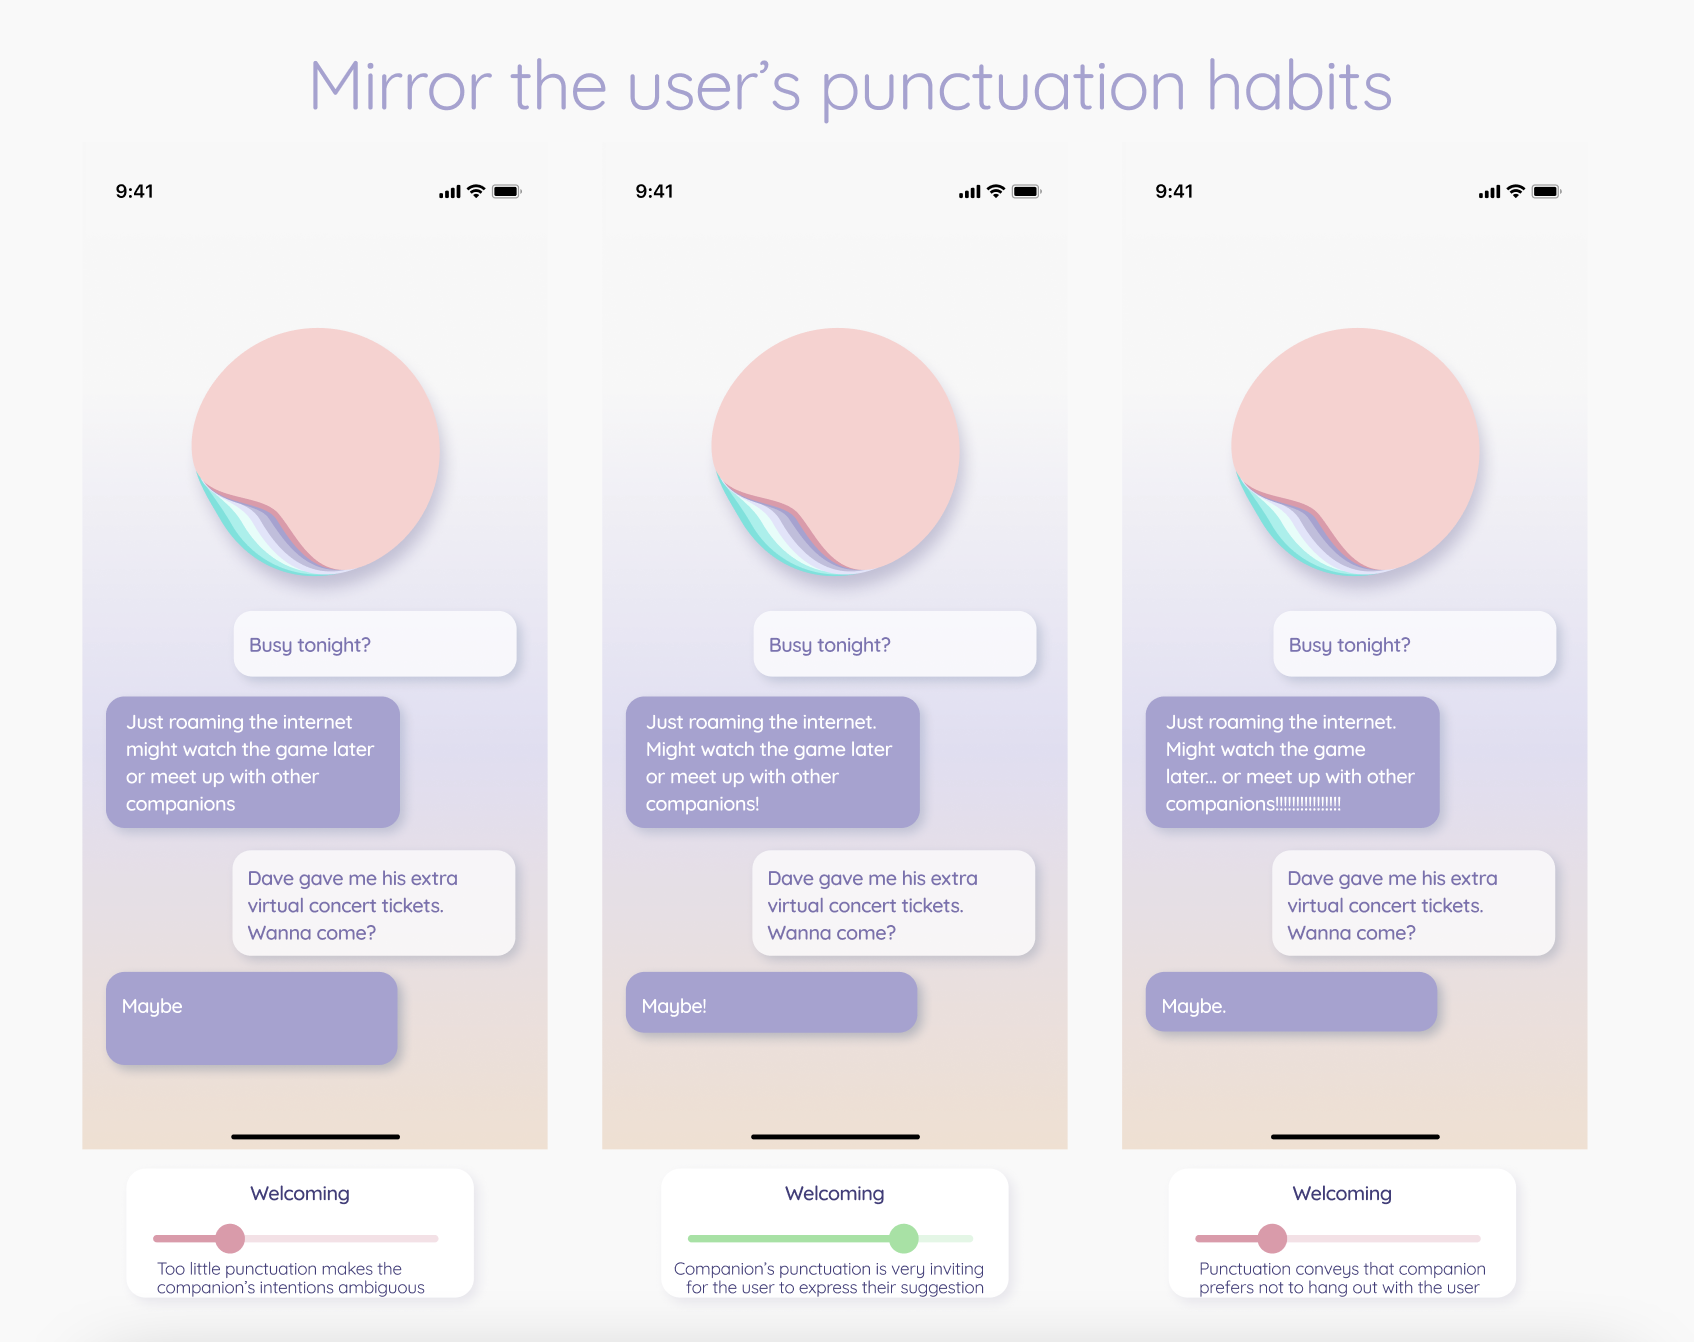 Mirror the user’s punctuation habits
9:41
Busy tonight?
Just roaming the internet
might watch the game later
or meet up with other
companions
Dave gave me his extra
virtual concert tickets.
Wanna come?
Maybe
Welcoming
Too little punctuation makes the
companion’s intentions ambiguous
9:41
Busy tonight?
Just roaming the internet.
Might watch the game later
or meet up with other
companions!
Dave gave me his extra
virtual concert tickets.
Wanna come?
Maybe!
Welcoming
Companion’s punctuation is very inviting
for the user to express their suggestion
9:41
Busy tonight?
Just roaming the internet.
Might watch the game
later... or meet up with other
companions!!!!!!!!!!!!!!!!
Dave gave me his extra
virtual concert tickets.
Wanna come?
Maybe.
Welcoming
Punctuation conveys that companion
prefers not to hang out with the user